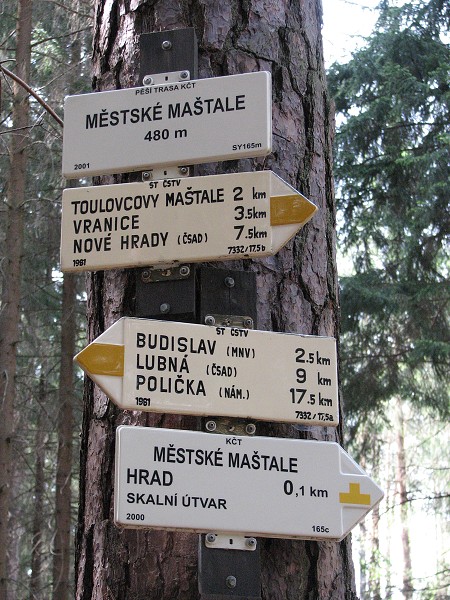 PĚŠÍ TRASA KČT
MĚSTSKÉ MAŠTALE
480 m
2001 SY165m
ST ČSTV
TOULOVCOVY MAŠTALE 2 km
VRANICE 3.5km
NOVÉ HRADY (ČSAD) 7.5km
1981 7332/17.5b
ST ČSTV
BUDISLAV (MNV) 2.5km
LUBNÁ (ČSAD) 9 km
POLIČKA (NÁM.) 17.5 km
1981 7332/17,5a
KČT
MĚSTSKÉ MAŠTALE
HRAD 0,1 km
SKALNÍ ÚTVAR
2000 165c